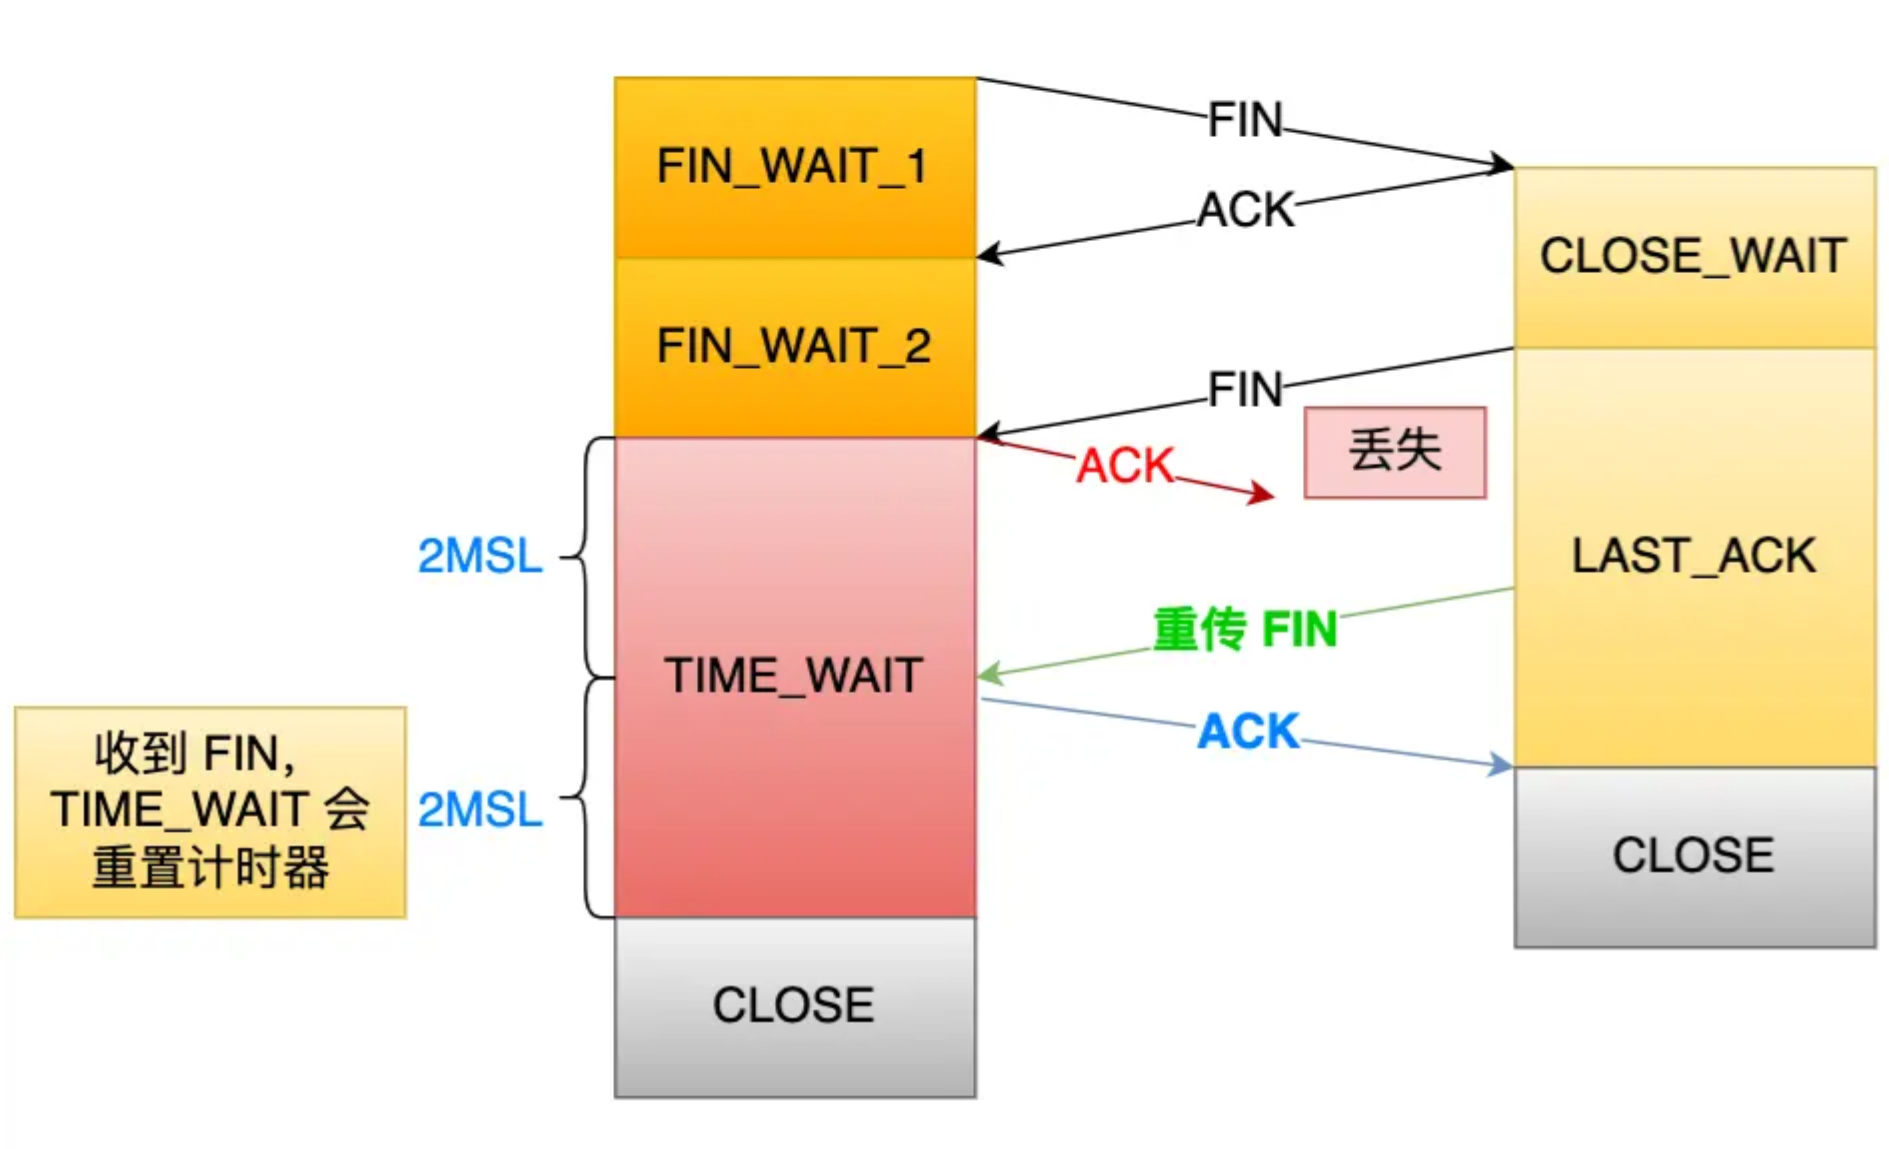 FIN
FIN_WAIT_1
ACK
CLOSE_WAIT
FIN_WAIT_2
FIN
丢失
ACK
2MSL
LAST_ACK
重传 FIN
TIME_WAIT
ACK
收到 FIN,
TIME_WAIT 会
重置计时器
2MSL
CLOSE
CLOSE